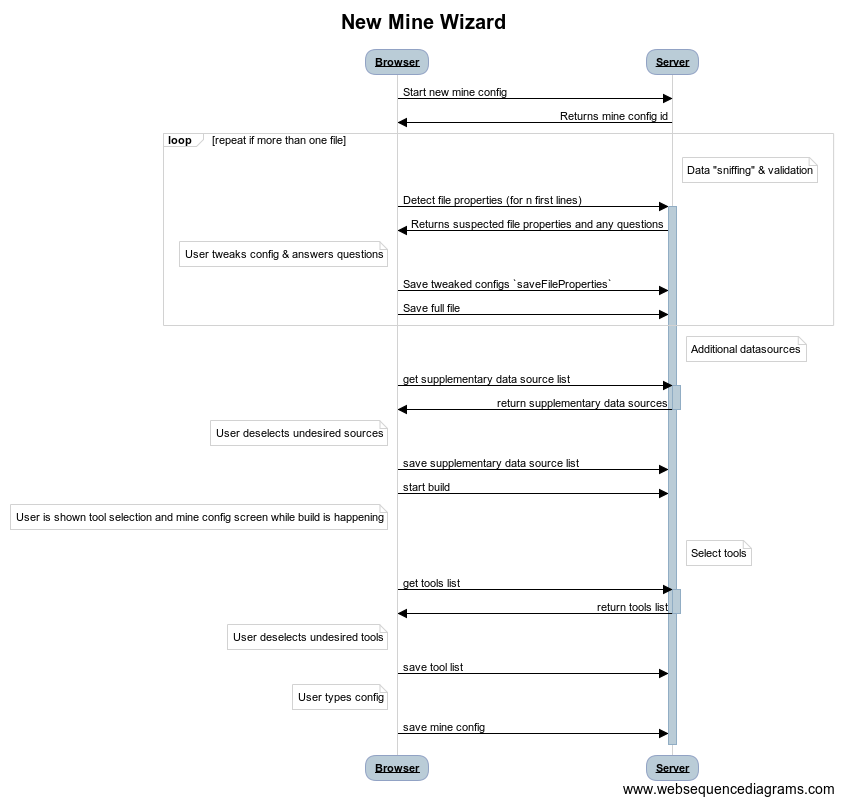 New Mine Wizard
Browser
Server
Start new mine config
Returns mine config id
loop
[repeat if more than one file]
Data "sniffing" & validation
Detect file properties (for n first lines)
Returns suspected file properties and any questions
User tweaks config & answers questions
Save tweaked configs `saveFileProperties`
Save full file
Additional datasources
get supplementary data source list
return supplementary data sources
User deselects undesired sources
save supplementary data source list
start build
User is shown tool selection and mine config screen while build is happening
Select tools
get tools list
return tools list
User deselects undesired tools
save tool list
User types config
save mine config
Browser
Server
www.websequencediagrams.com